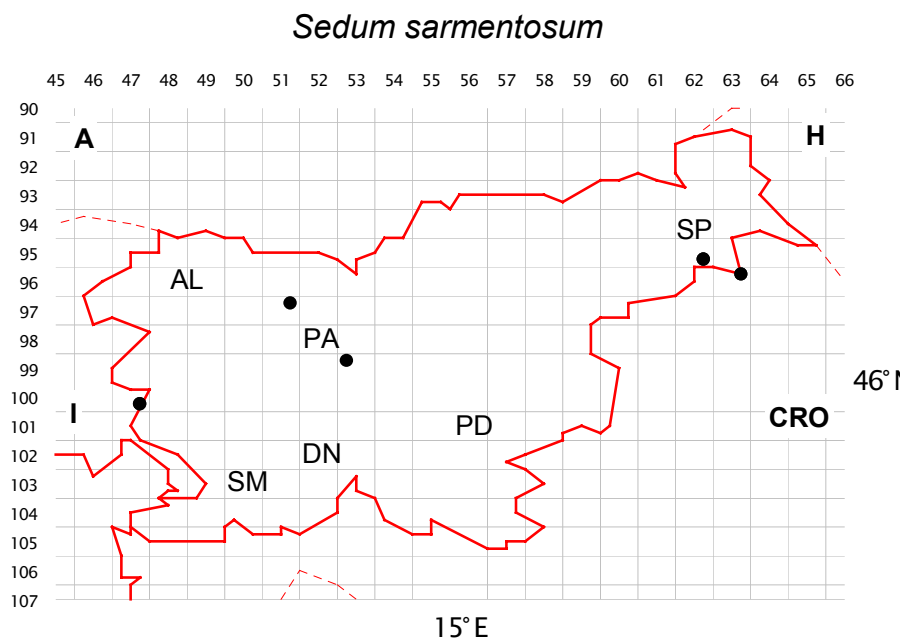 Sedum sarmentosum
45 46 47 48 49 50 51 52 53 54 55 56 57 58 59 60 61 62 63 64 65 66
90
91 A H
92
93
94 SP
95
96 AL
97
98 PA
99
46° N
100 I CRO
101 PD
102 DN
103 SM
104
105
106
107
15° E